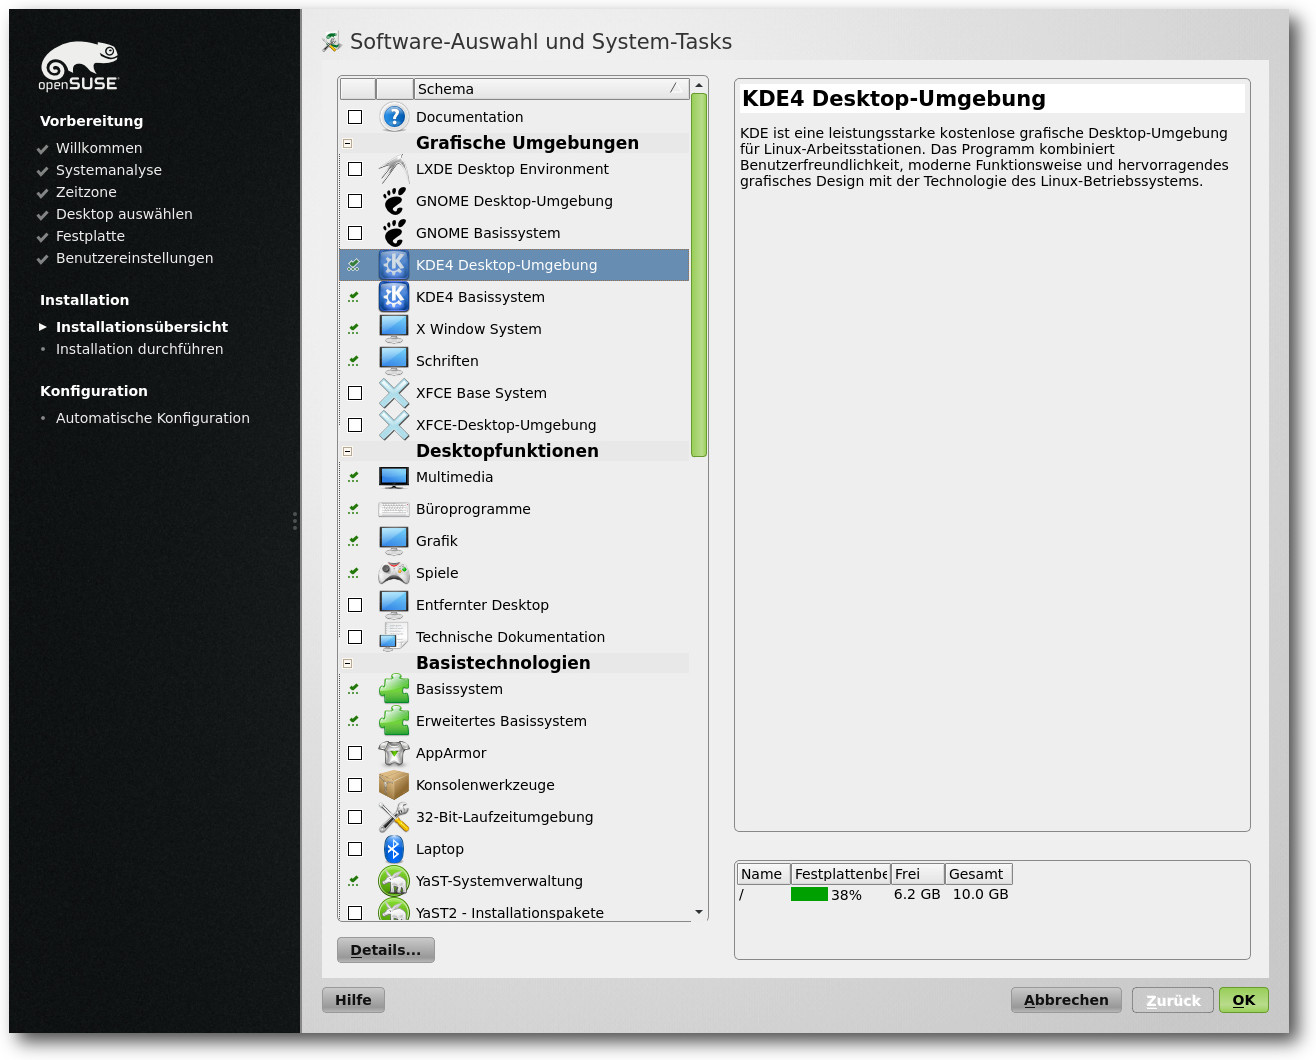 openSUSE
Vorbereitung
Willkommen
Systemanalyse
Zeitzone
Desktop auswählen
Festplatte
Benutzereinstellungen
Installation
Installationsübersicht
Installation durchführen
Konfiguration
Automatische Konfiguration
Software-Auswahl und System-Tasks
Schema
Documentation
Grafische Umgebungen
LXDE Desktop Environment
GNOME Desktop-Umgebung
GNOME Basissystem
KDE4 Desktop-Umgebung
KDE4 Basissystem
X Window System
Schriften
XFCE Base System
XFCE-Desktop-Umgebung
Desktopfunktionen
Multimedia
Büroprogramme
Grafik
Spiele
Entfernter Desktop
Technische Dokumentation
Basistechnologien
Basissystem
Erweitertes Basissystem
AppArmor
Konsolenwerkzeuge
32-Bit-Laufzeitumgebung
Laptop
YaST-Systemverwaltung
YaST2 - Installationspakete
Details...
KDE4 Desktop-Umgebung
KDE ist eine leistungsstarke kostenlose grafische Desktop-Umgebung
für Linux-Arbeitsstationen. Das Programm kombiniert
Benutzerfreundlichkeit, moderne Funktionsweise und hervorragendes
grafisches Design mit der Technologie des Linux-Betriebssystems.
Name Festplattenbe Frei Gesamt
/ 38% 6.2 GB 10.0 GB
Hilfe Abbrechen Zurück OK